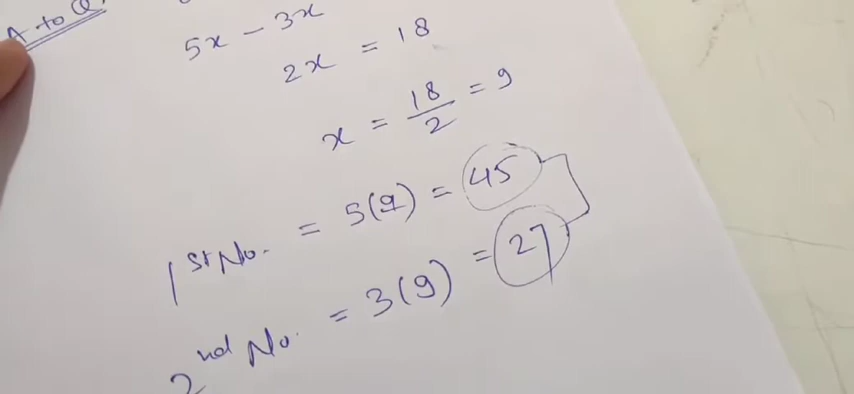 A to Q,
5x - 3x
2x = 18
x = 18/2 = 9
1st No. = 5(9) = 45
2nd No. = 3(9) = 27